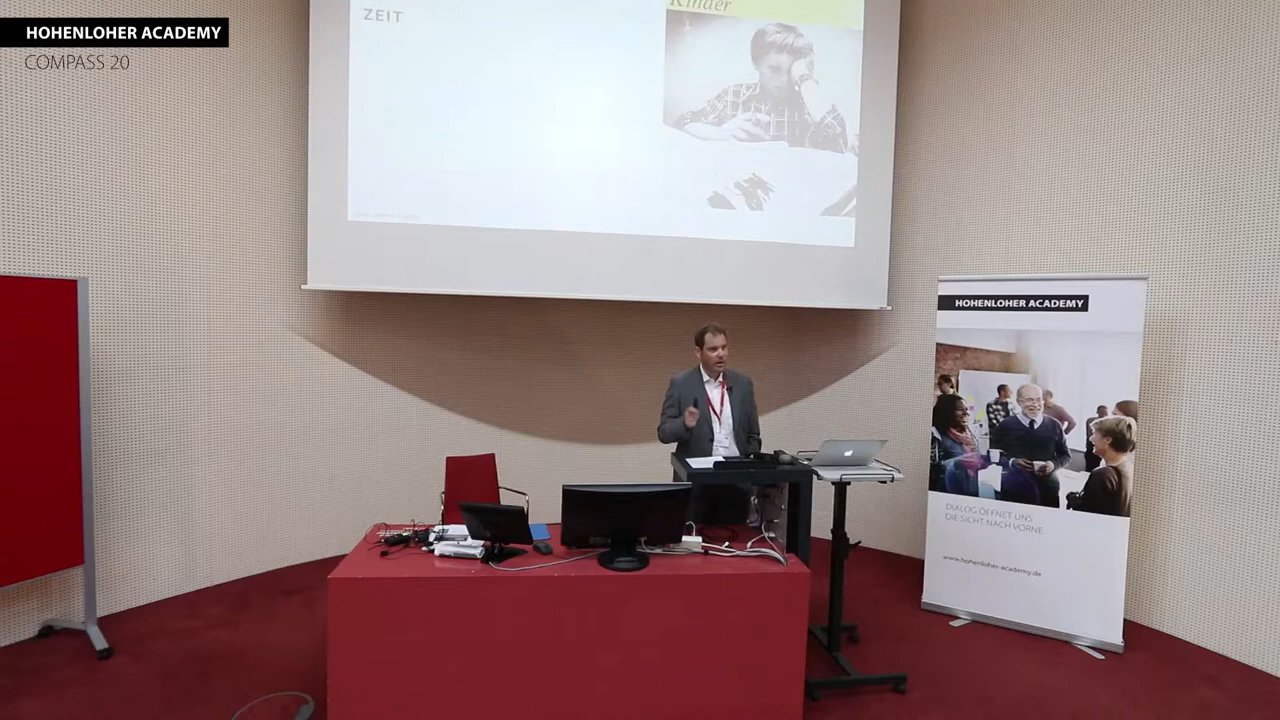 HOHENLOHER ACADEMY
COMPASS 20
ZEIT
Kinder
HOHENLOHER ACADEMY
DIALOG ÖFFNET UNS
DIE SICHT NACH VORNE.
www.hohenloher-academy.de